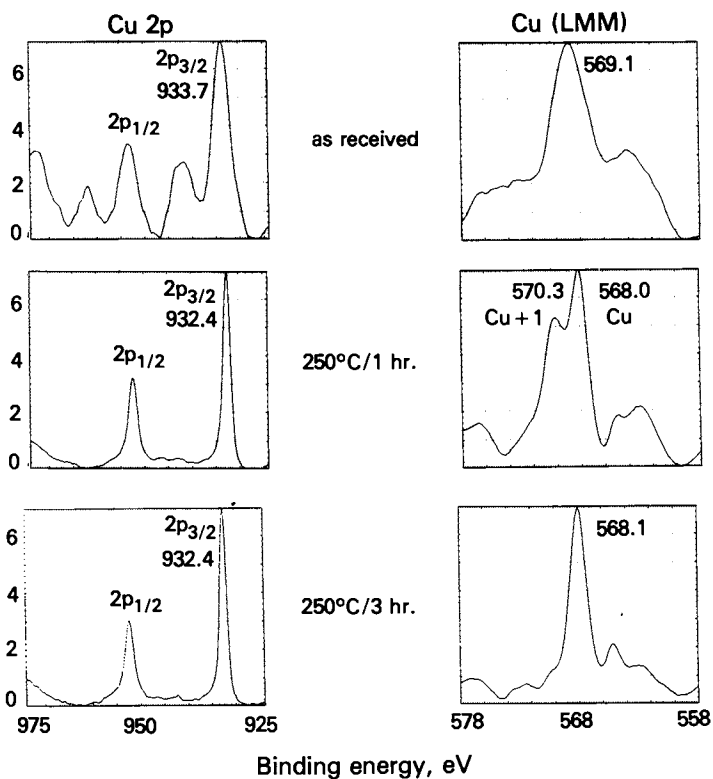 Cu 2p
Cu (LMM)
6
4
2
0
2p3/2
933.7
2p1/2
as received
569.1
6
4
2
0
2p3/2
932.4
2p1/2
250°C/1 hr.
570.3
Cu + 1
568.0
Cu
6
4
2
0
2p3/2
932.4
2p1/2
250°C/3 hr.
568.1
975
950
925
578
568
558
Binding energy, eV